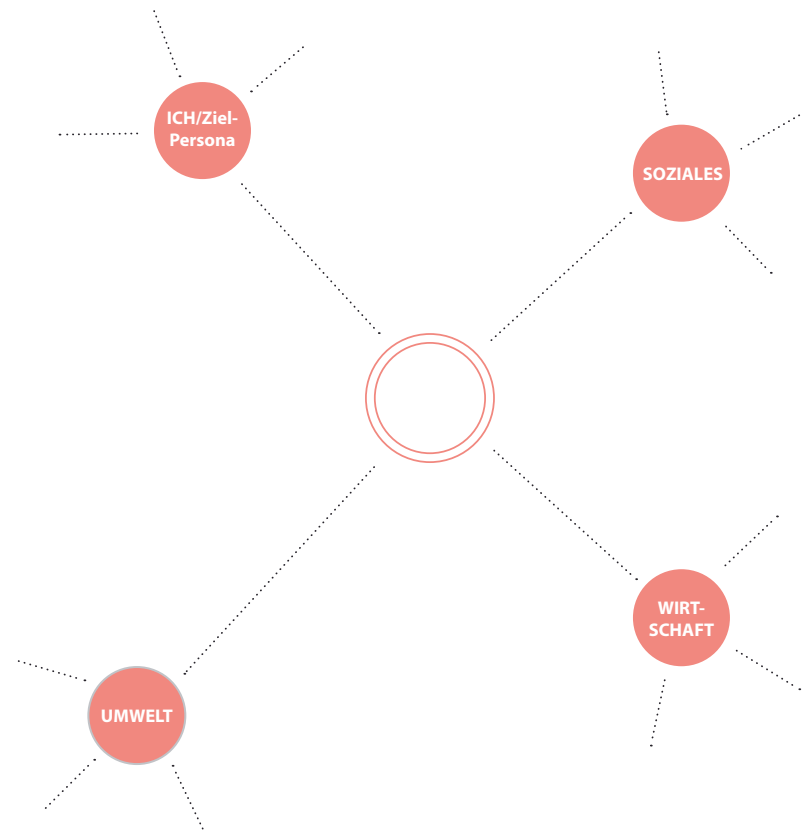 ICH/Ziel-
Persona
SOZIALES
WIRT-
SCHAFT
UMWELT